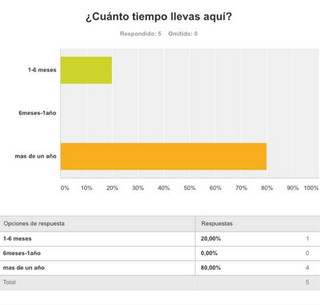 ¿Cuánto tiempo llevas aquí?
Respondido: 5 Omitido: 0
1-6 meses
6meses-1año
mas de un año
0% 10% 20% 30% 40% 50% 60% 70% 80% 90% 100%
Opciones de respuesta Respuestas
1-6 meses 20,00% 1
6meses-1año 0,00% 0
mas de un año 80,00% 4
Total 5